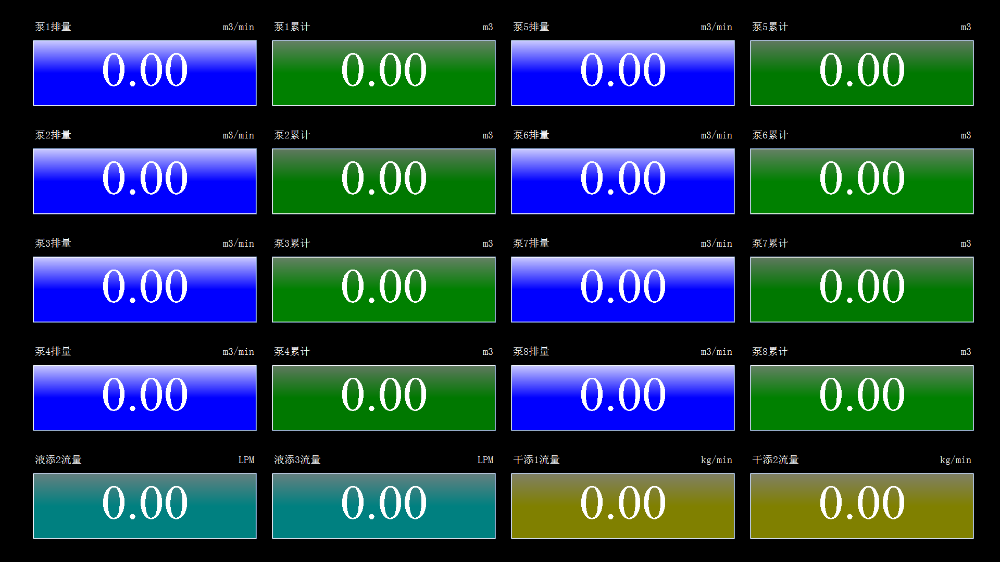 泵1排量 m3/min 泵1累计 m3 泵5排量 m3/min 泵5累计 m3
0.00 0.00 0.00 0.00
泵2排量 m3/min 泵2累计 m3 泵6排量 m3/min 泵6累计 m3
0.00 0.00 0.00 0.00
泵3排量 m3/min 泵3累计 m3 泵7排量 m3/min 泵7累计 m3
0.00 0.00 0.00 0.00
泵4排量 m3/min 泵4累计 m3 泵8排量 m3/min 泵8累计 m3
0.00 0.00 0.00 0.00
液添2流量 LPM 液添3流量 LPM 干添1流量 kg/min 干添2流量 kg/min
0.00 0.00 0.00 0.00